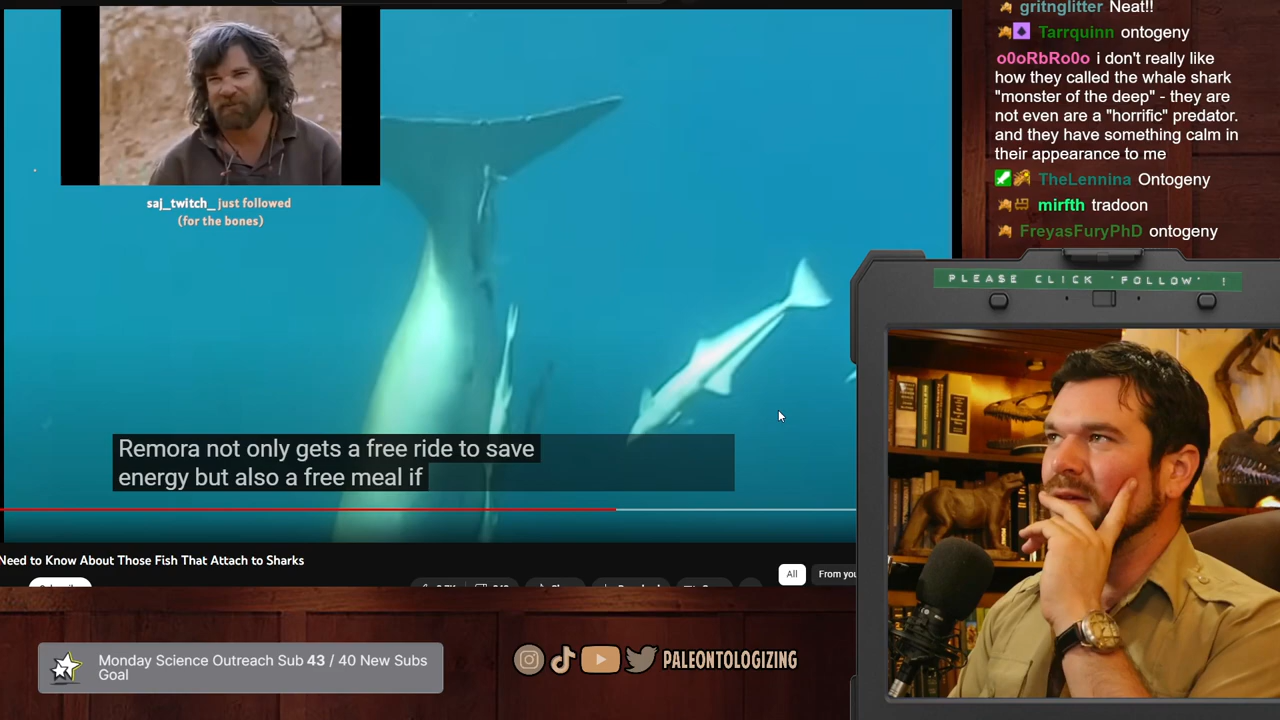 gritnglitter Neat!!
Tarrquinn ontogeny
o0oRbRo0o i don't really like
how they called the whale shark
"monster of the deep" - they are
not even are a "horrific" predator.
and they have something calm in
their appearance to me
TheLennina Ontogeny
mirfth tradoon
FreyasFuryPhD ontogeny
saj_twitch_ just followed
(for the bones)
PLEASE CLICK 'FOLLOW' !
Remora not only gets a free ride to save
energy but also a free meal if
Need to Know About Those Fish That Attach to Sharks
All
From you
Monday Science Outreach Sub 43 / 40 New Subs
Goal
PALEONTOLOGIZING